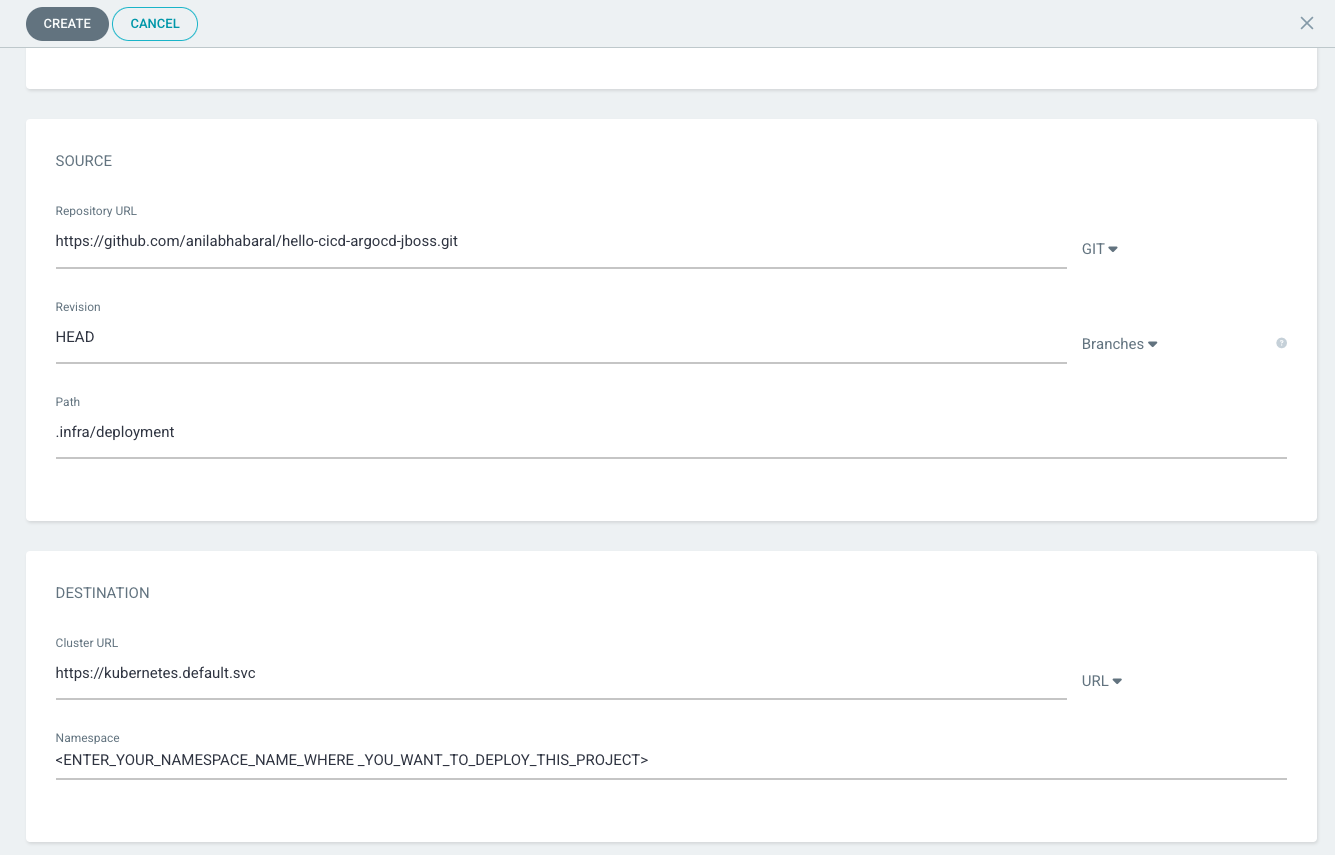 CREATE CANCEL
SOURCE
Repository URL
https://github.com/anilabhabaral/hello-cicd-argocd-jboss.git
GIT
Revision
HEAD
Branches
?
Path
.infra/deployment
DESTINATION
Cluster URL
https://kubernetes.default.svc
URL
Namespace
<ENTER_YOUR_NAMESPACE_NAME_WHERE _YOU_WANT_TO_DEPLOY_THIS_PROJECT>